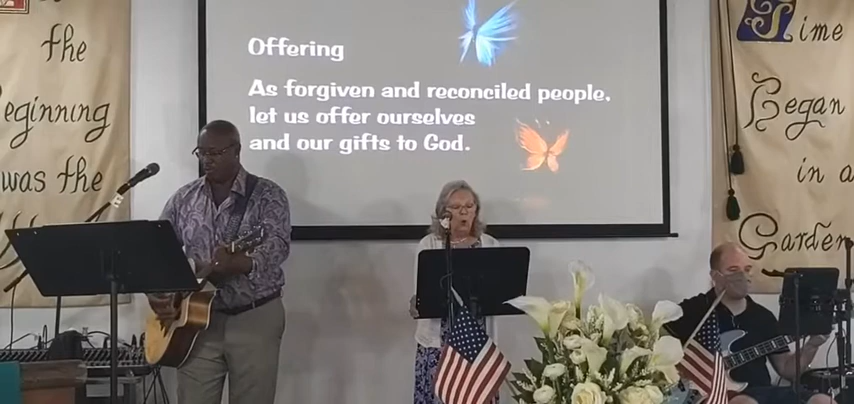 the
Beginning
was the
Offering
As forgiven and reconciled people,
let us offer ourselves
and our gifts to God.
Time
Began
in a
Garden